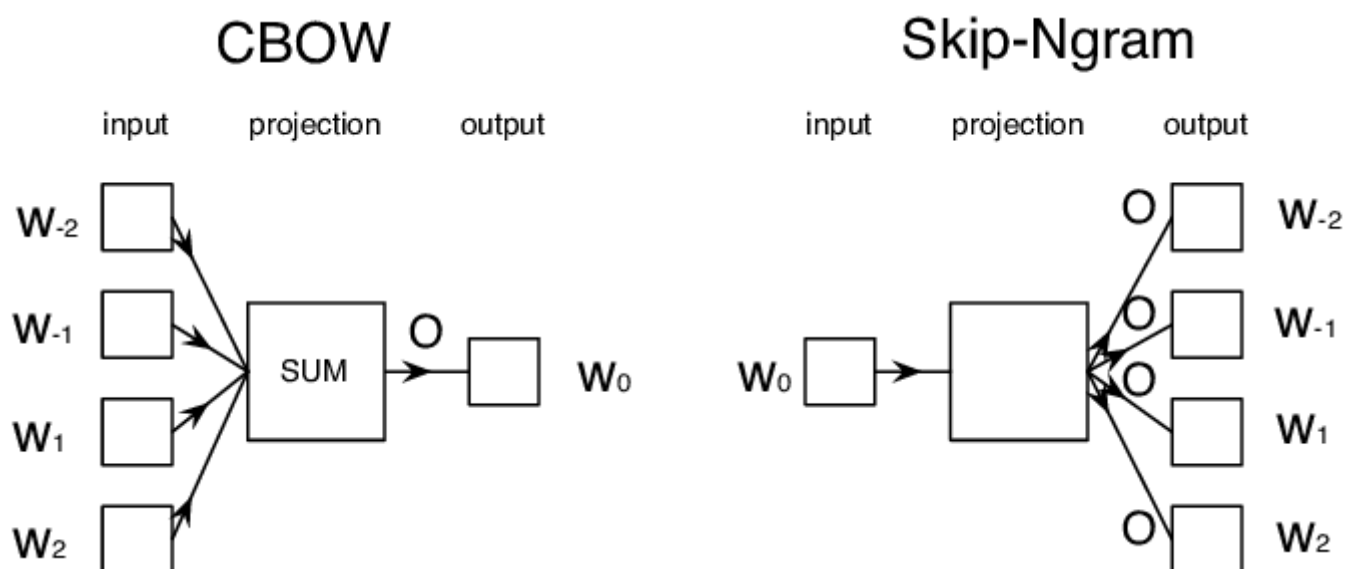 CBOW
input projection output
w-2
w-1
w1
w2
SUM
O
w0
Skip-Ngram
input projection output
w0
O
O
O
O
w-2
w-1
w1
w2